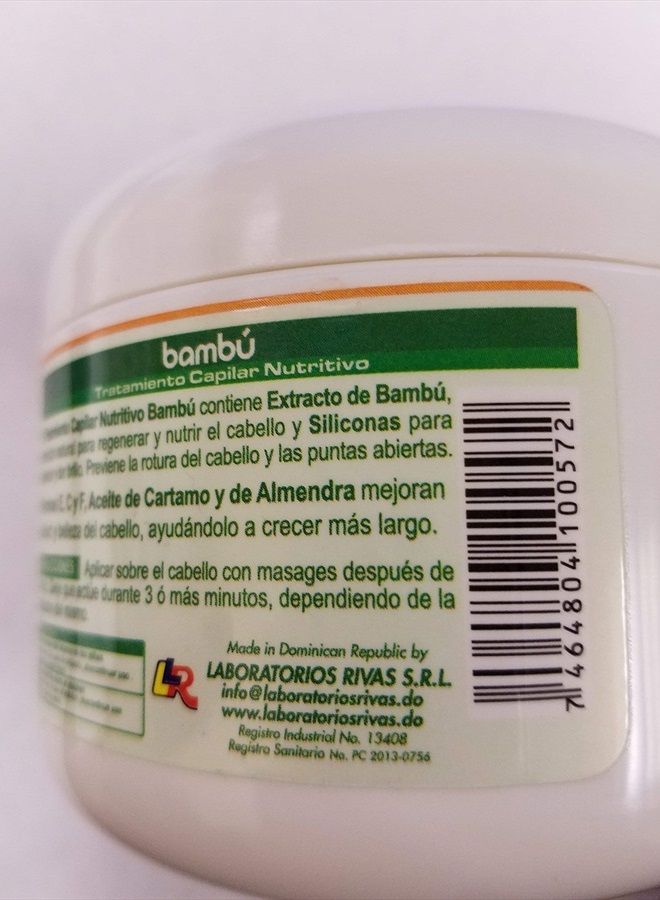 bambú
Tratamiento Capilar Nutritivo
Capilar Nutritivo Bambú contiene Extracto de Bambú,
para regenerar y nutrir el cabello y Siliconas para
Previene la rotura del cabello y las puntas abiertas.
E, C y F, Aceite de Cartamo y de Almendra mejoran
del cabello, ayudándolo a crecer más largo.
Aplicar sobre el cabello con masages después de
que actúe durante 3 ó más minutos, dependiendo de la
LR
Made in Dominican Republic by
LABORATORIOS RIVAS S.R.L.
info@laboratoriosrivas.do
www.laboratoriosrivas.do
Registro Industrial No. 13408
Registro Sanitario No. PC 2013-0756
7 464804 100572